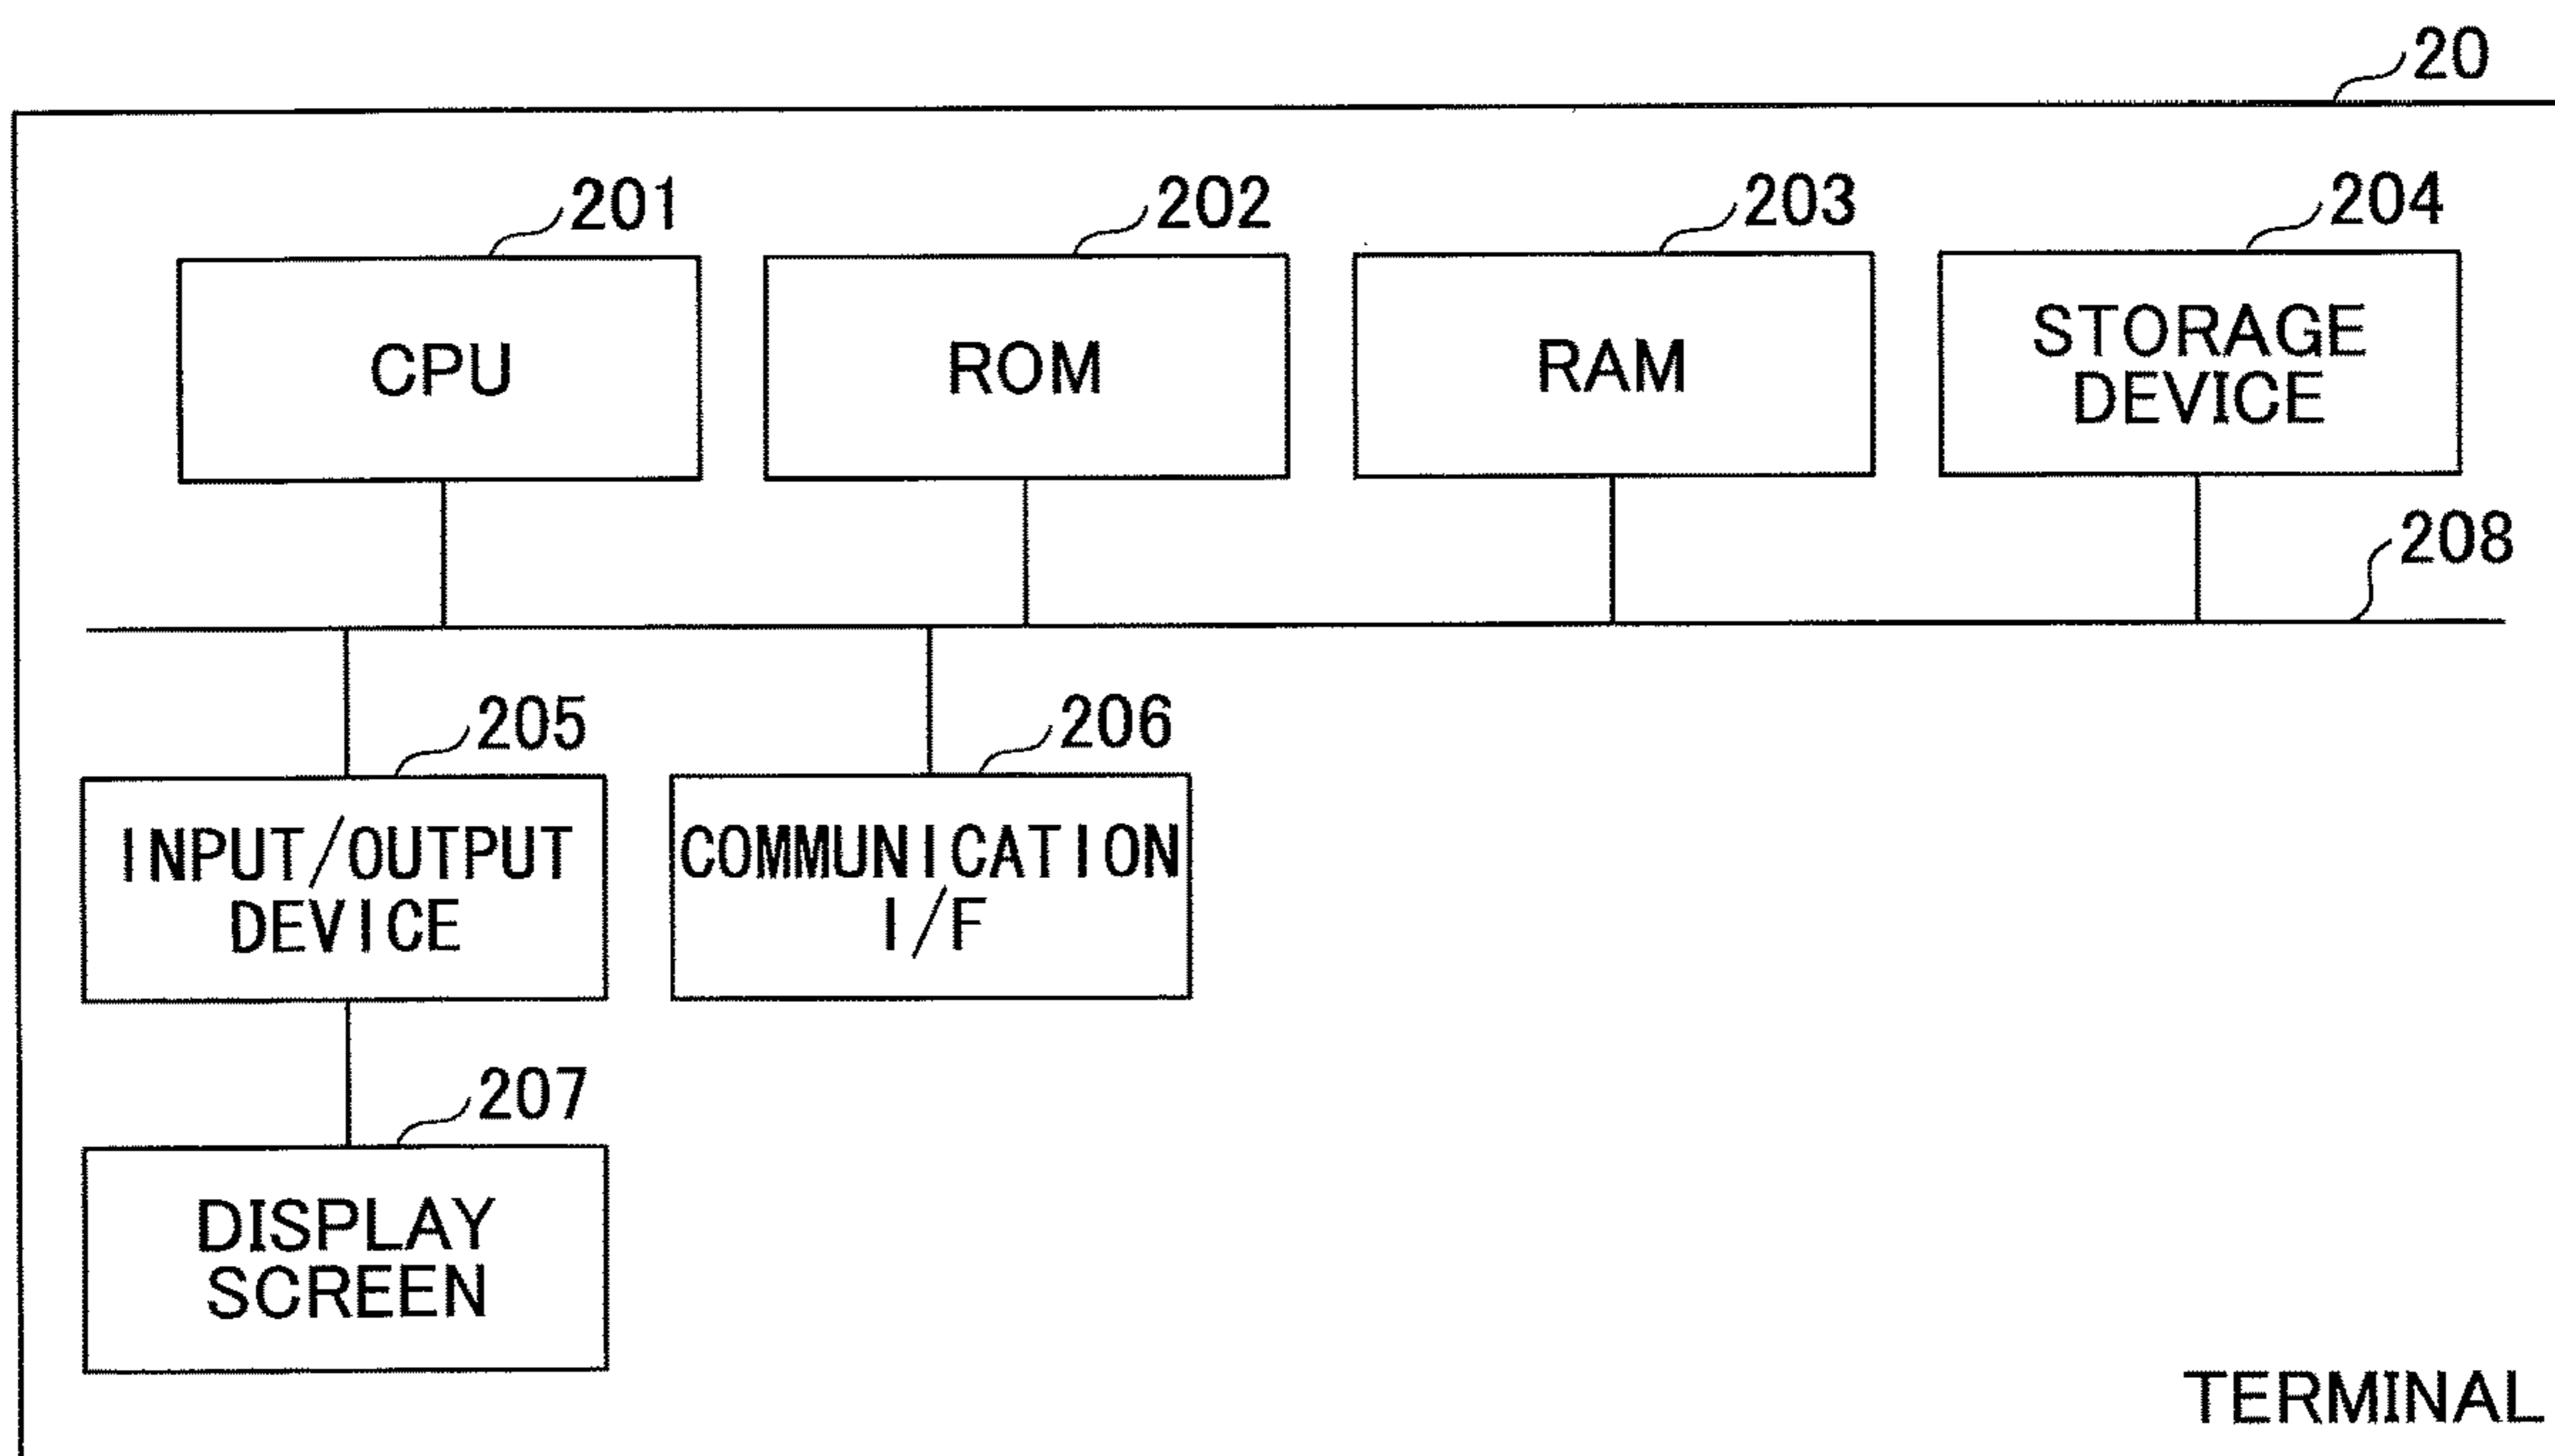 20
201
202
203
204
CPU
ROM
RAM
STORAGE
DEVICE
208
205
206
INPUT/OUTPUT
DEVICE
COMMUNICATION
I/F
207
DISPLAY
SCREEN
TERMINAL